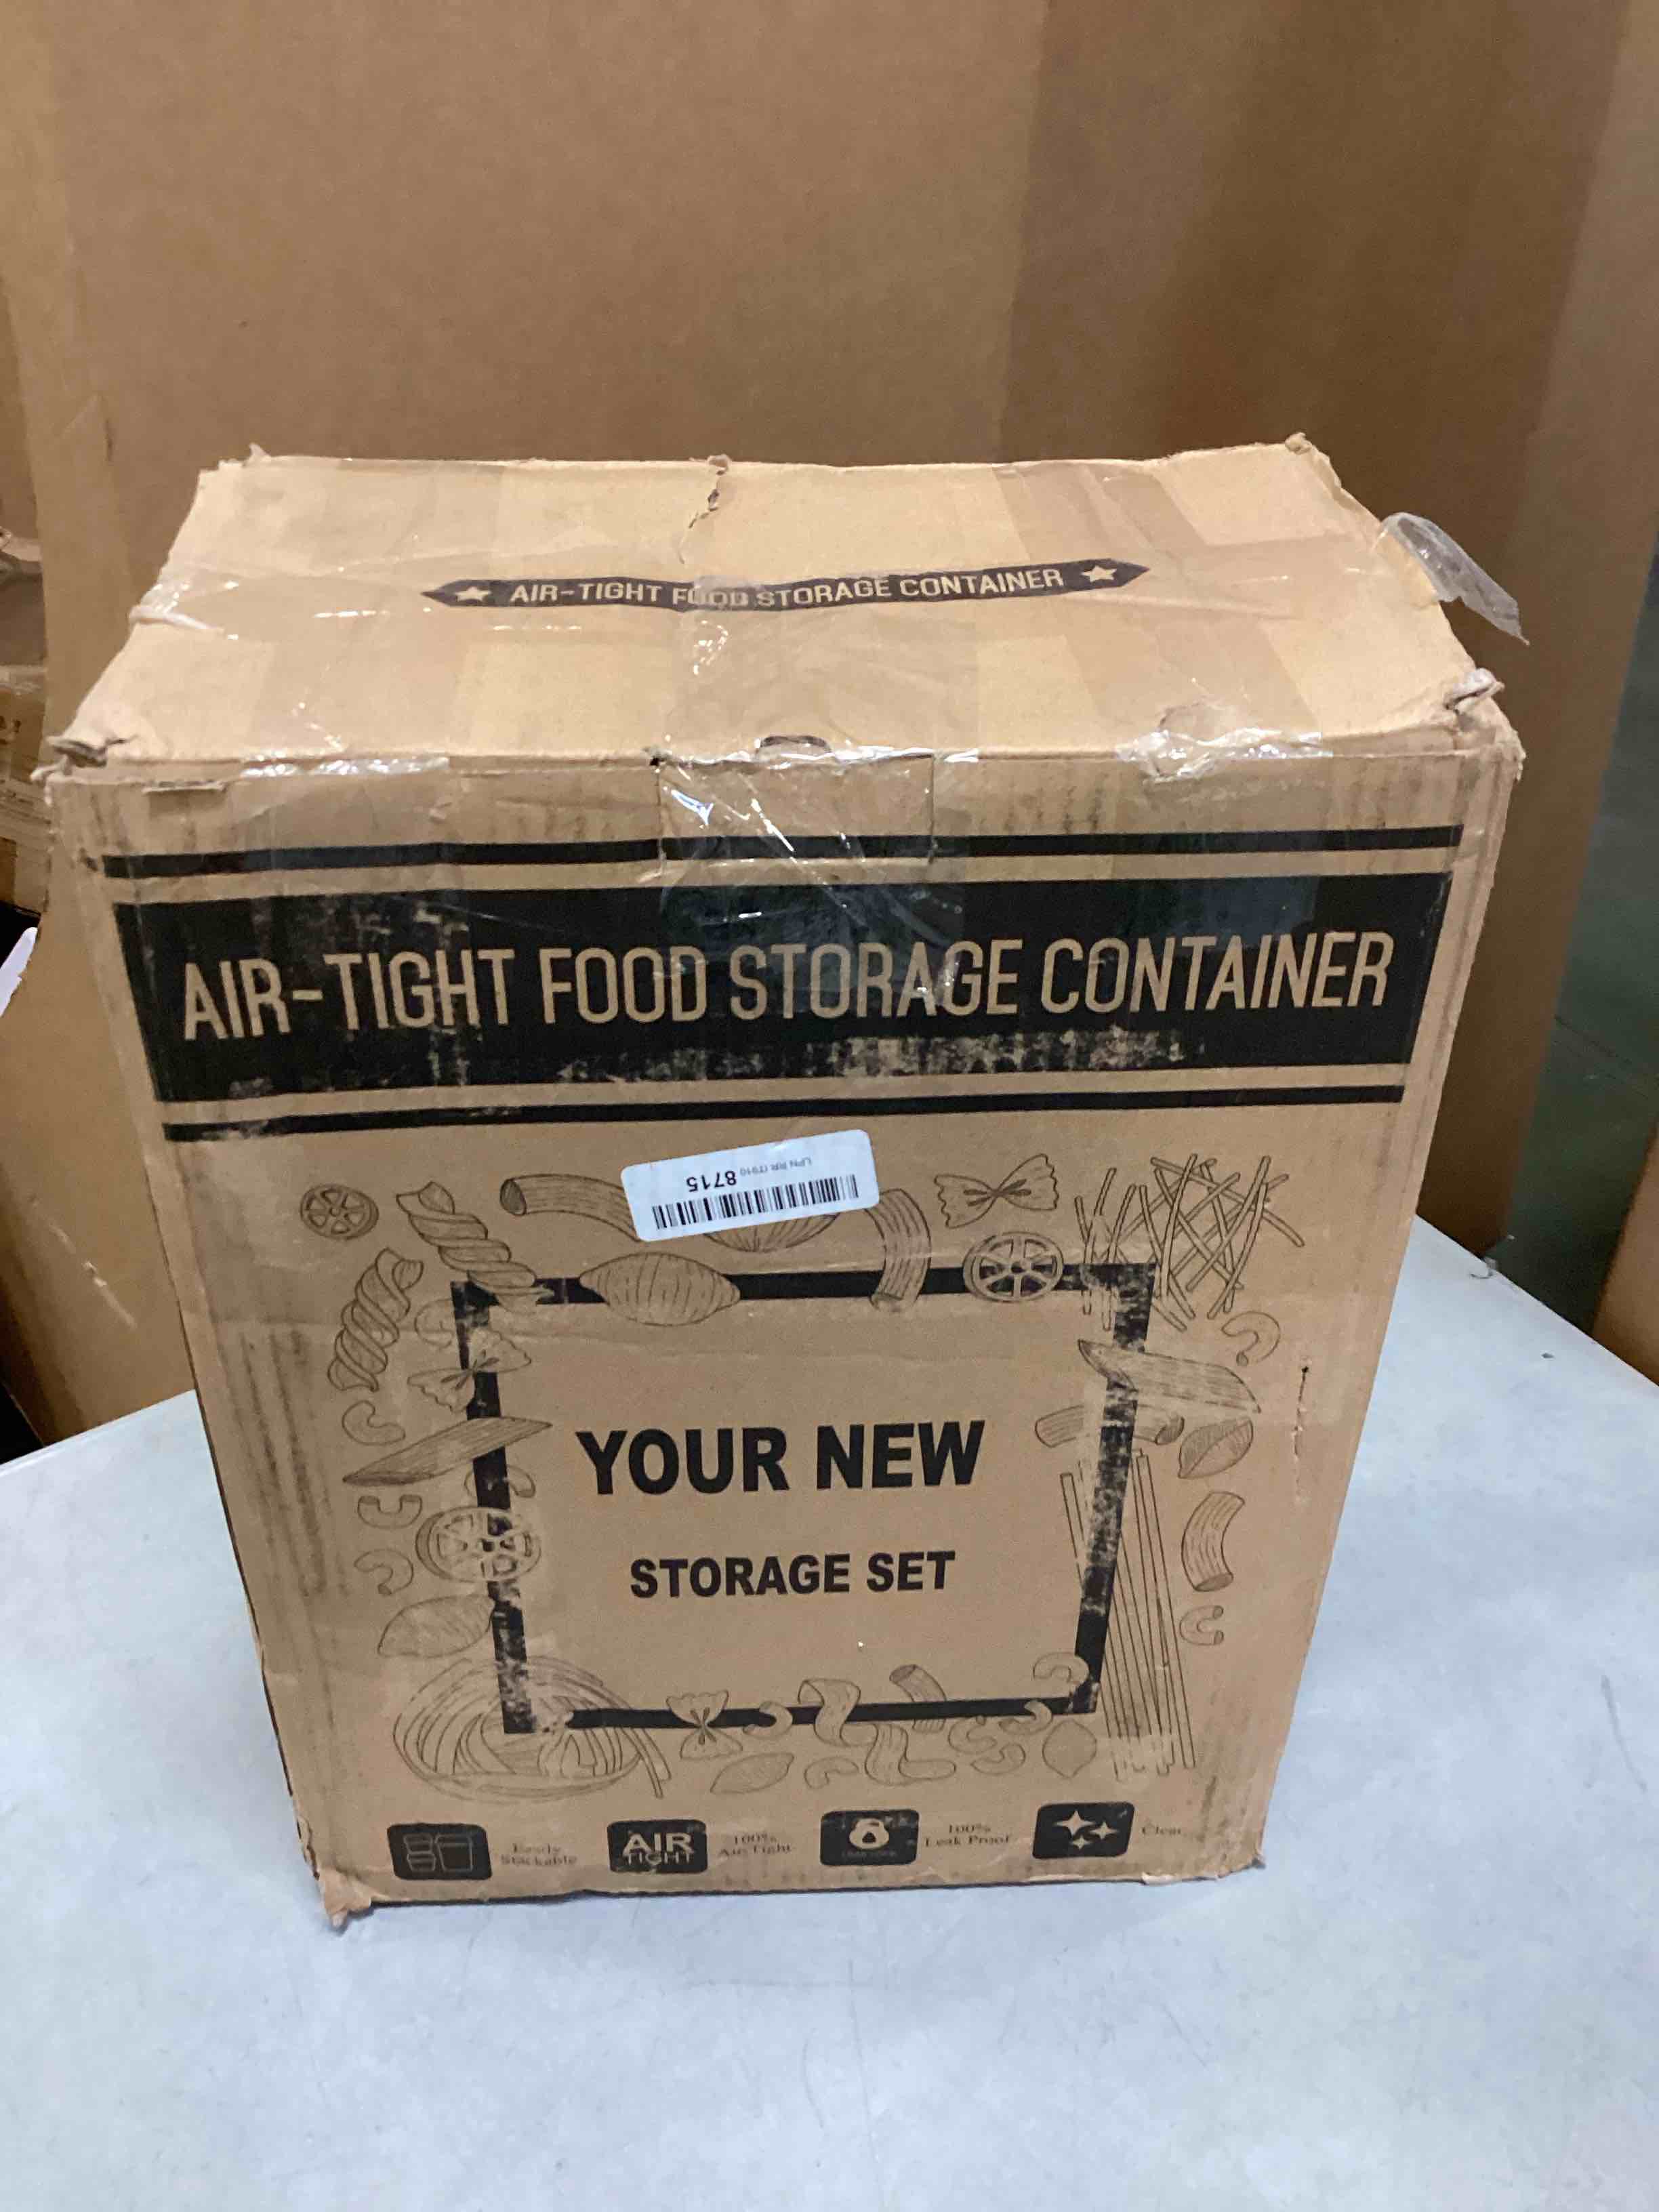 AIR-TIGHT FOOD STORAGE CONTAINER
AIR-TIGHT FOOD STORAGE CONTAINER
8715
YOUR NEW
STORAGE SET
Easily
Stackable
AIR
TIGHT
100%
Air Tight
100%
Leak Proof
Clear